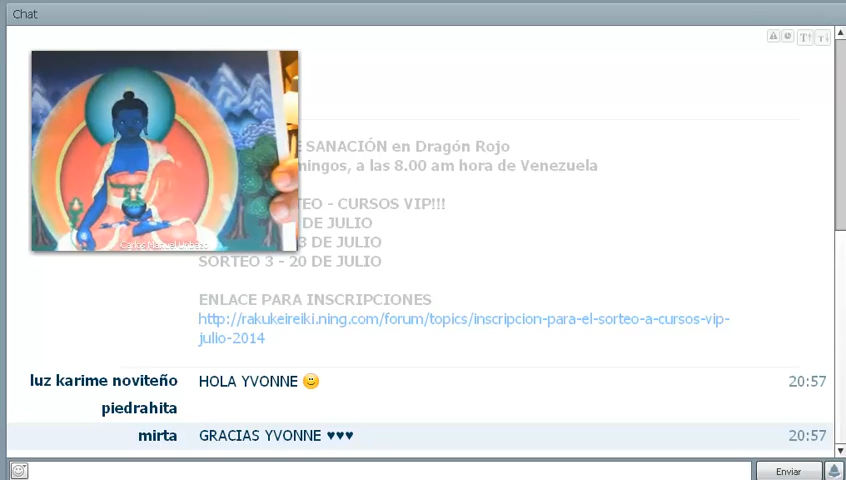 Chat
SANACIÓN en Dragón Rojo
mingos, a las 8.00 am hora de Venezuela
TEO - CURSOS VIP!!!
DE JULIO
3 DE JULIO
SORTEO 3 - 20 DE JULIO
ENLACE PARA INSCRIPCIONES
http://rakukeireiki.ning.com/forum/topics/inscripcion-para-el-sorteo-a-cursos-vip-
julio-2014
luz karime noviteño HOLA YVONNE 20:57
piedrahita
mirta GRACIAS YVONNE ♥♥♥ 20:57
Enviar